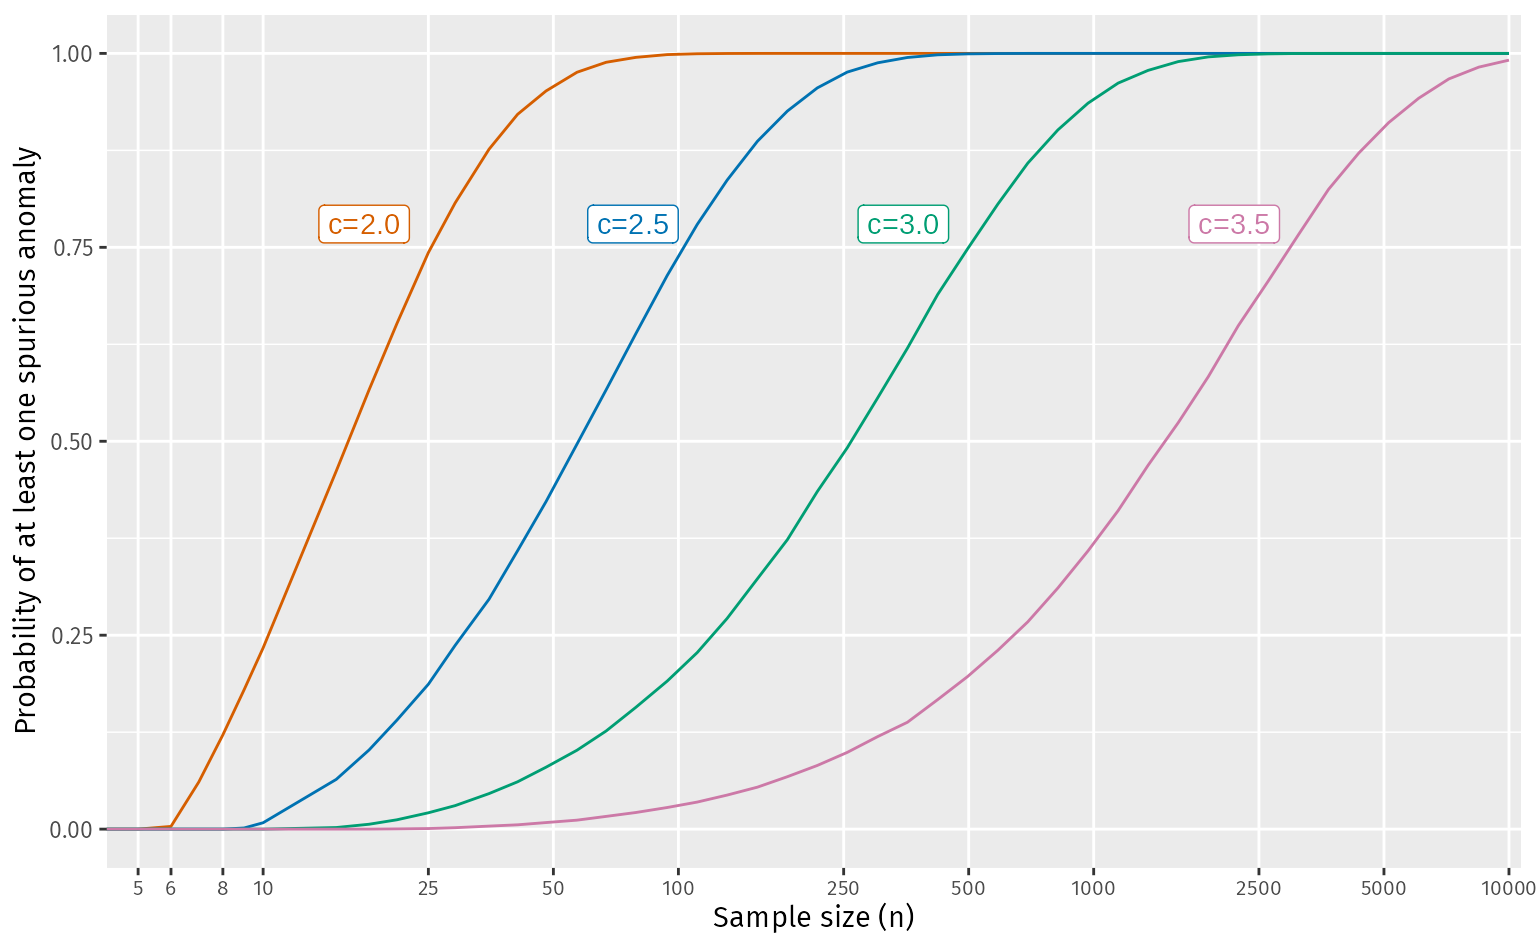 Probability of at least one spurious anomaly
1.00
0.75
0.50
0.25
0.00
c=2.0
c=2.5
c=3.0
c=3.5
5 6 8 10 25 50 100 250 500 1000 2500 5000 10000
Sample size (n)